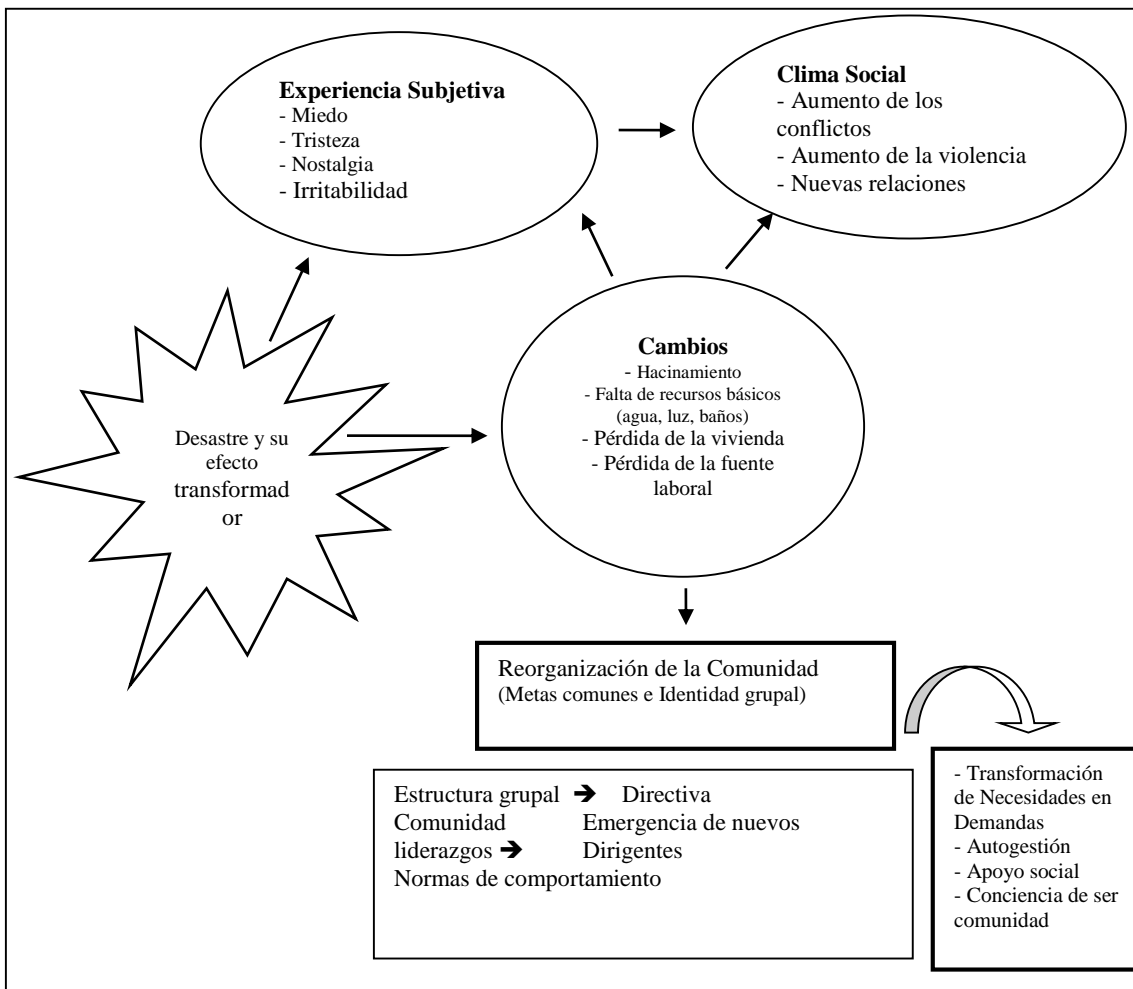 Experiencia Subjetiva
- Miedo
- Tristeza
- Nostalgia
- Irritabilidad
Clima Social
- Aumento de los
conflictos
- Aumento de la violencia
- Nuevas relaciones
Desastre y su
efecto
transformad
or
Cambios
- Hacinamiento
- Falta de recursos básicos
(agua, luz, baños)
- Pérdida de la vivienda
- Pérdida de la fuente
laboral
Reorganización de la Comunidad
(Metas comunes e Identidad grupal)
Estructura grupal ➔ Directiva
Comunidad Emergencia de nuevos
liderazgos ➔ Dirigentes
Normas de comportamiento
- Transformación
de Necesidades en
Demandas
- Autogestión
- Apoyo social
- Conciencia de ser
comunidad